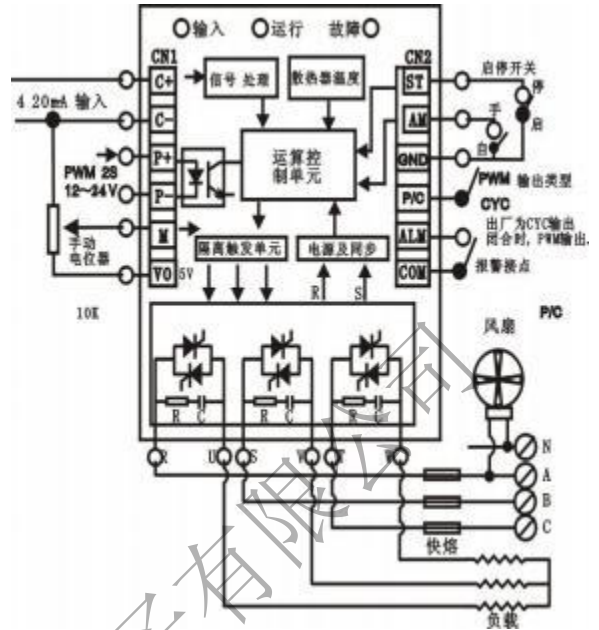 输入 运行 故障
CN1
CN2
C+
信号 处理
散热器温度
ST
启停开关
停
4 20mA 输入
C-
AM
手
启
自
运算控
制单元
P+
GND
PWM 2S
12～24V
P-
P/C
PWM 输出类型
CYC
手动
电位器
M
隔离触发单元
电源及同步
ALM
出厂为CYC输出
闭合时, PWM输出,
VO
5V
R
S
COM
报警接点
10K
P/C
风扇
R C
R C
R C
R
U
S
V
W
N
A
B
C
快熔
负载
子有限公司